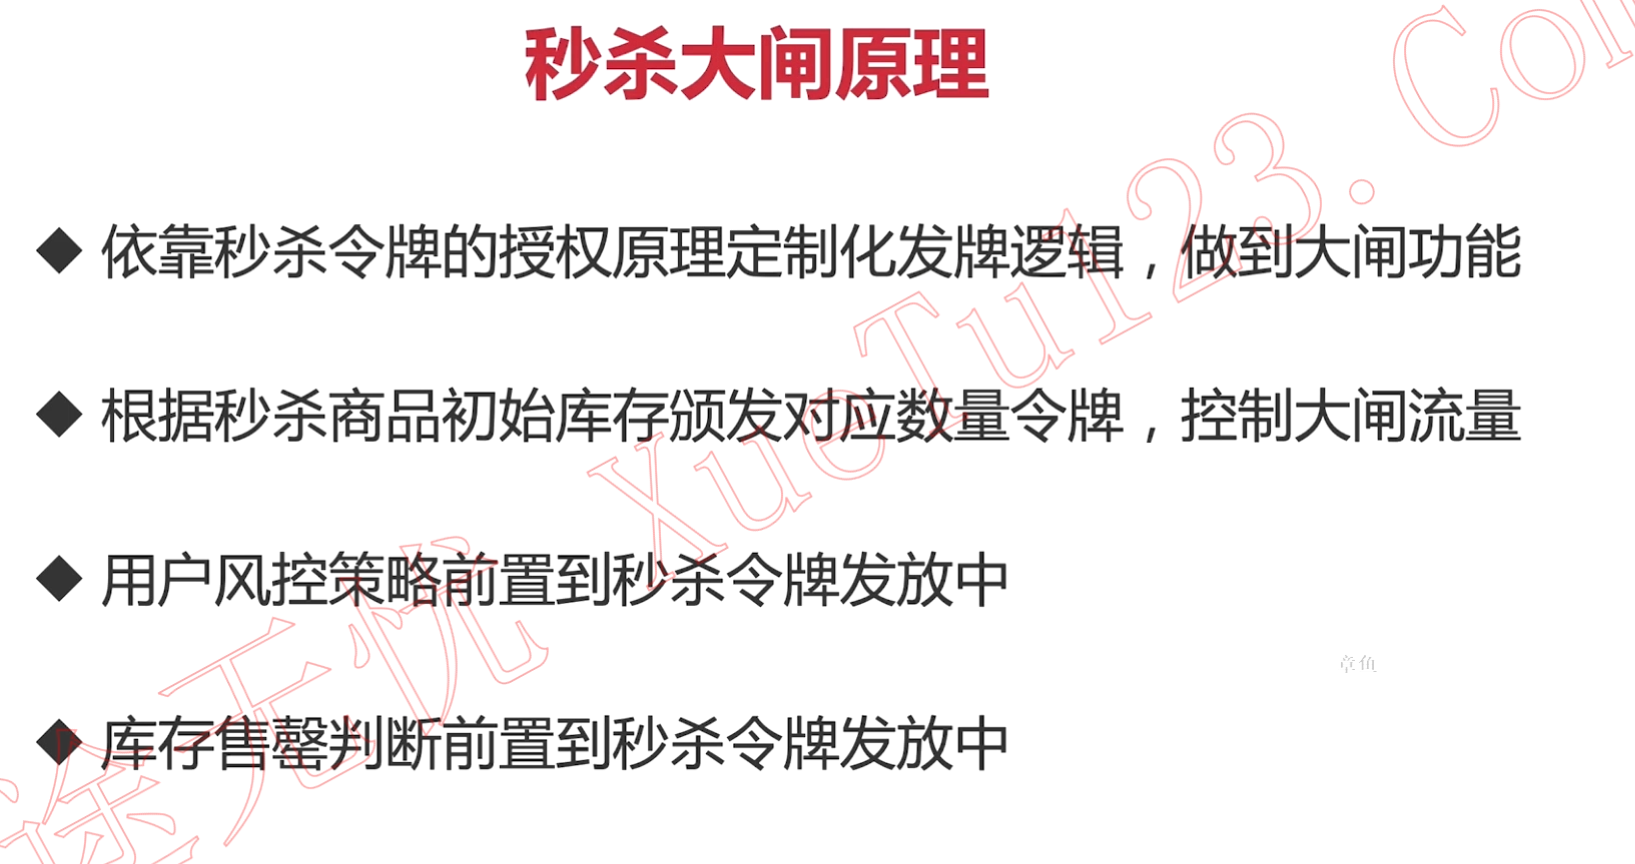 秒杀大闸原理
◆ 依靠秒杀令牌的授权原理定制化发牌逻辑，做到大闸功能
◆ 根据秒杀商品初始库存颁发对应数量令牌，控制大闸流量
◆ 用户风控策略前置到秒杀令牌发放中
章鱼
◆ 库存售罄判断前置到秒杀令牌发放中
途无忧 XueTu123.Com